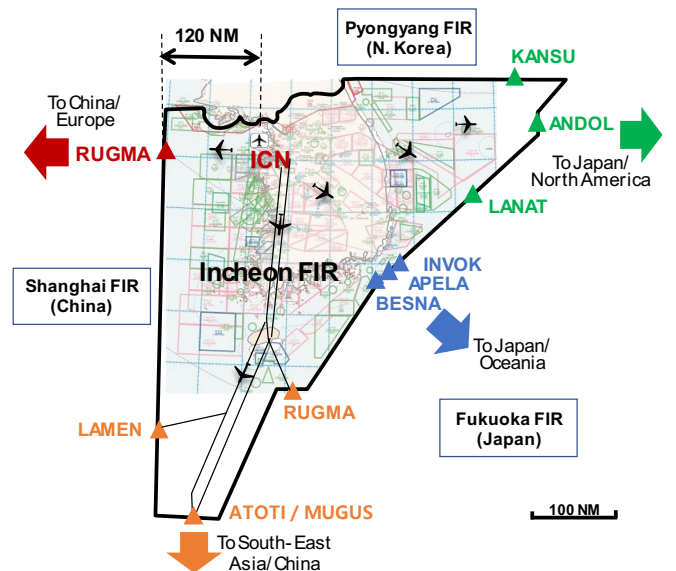 120 NM
Pyongyang FIR
(N. Korea)
KANSU
To China/
Europe
ANDOL
RUGMA
ICN
To Japan/
North America
LANAT
Incheon FIR
INVOK
APELA
BESNA
Shanghai FIR
(China)
To Japan/
Oceania
RUGMA
LAMEN
Fukuoka FIR
(Japan)
ATOTI / MUGUS
100 NM
To South-East
Asia/ China